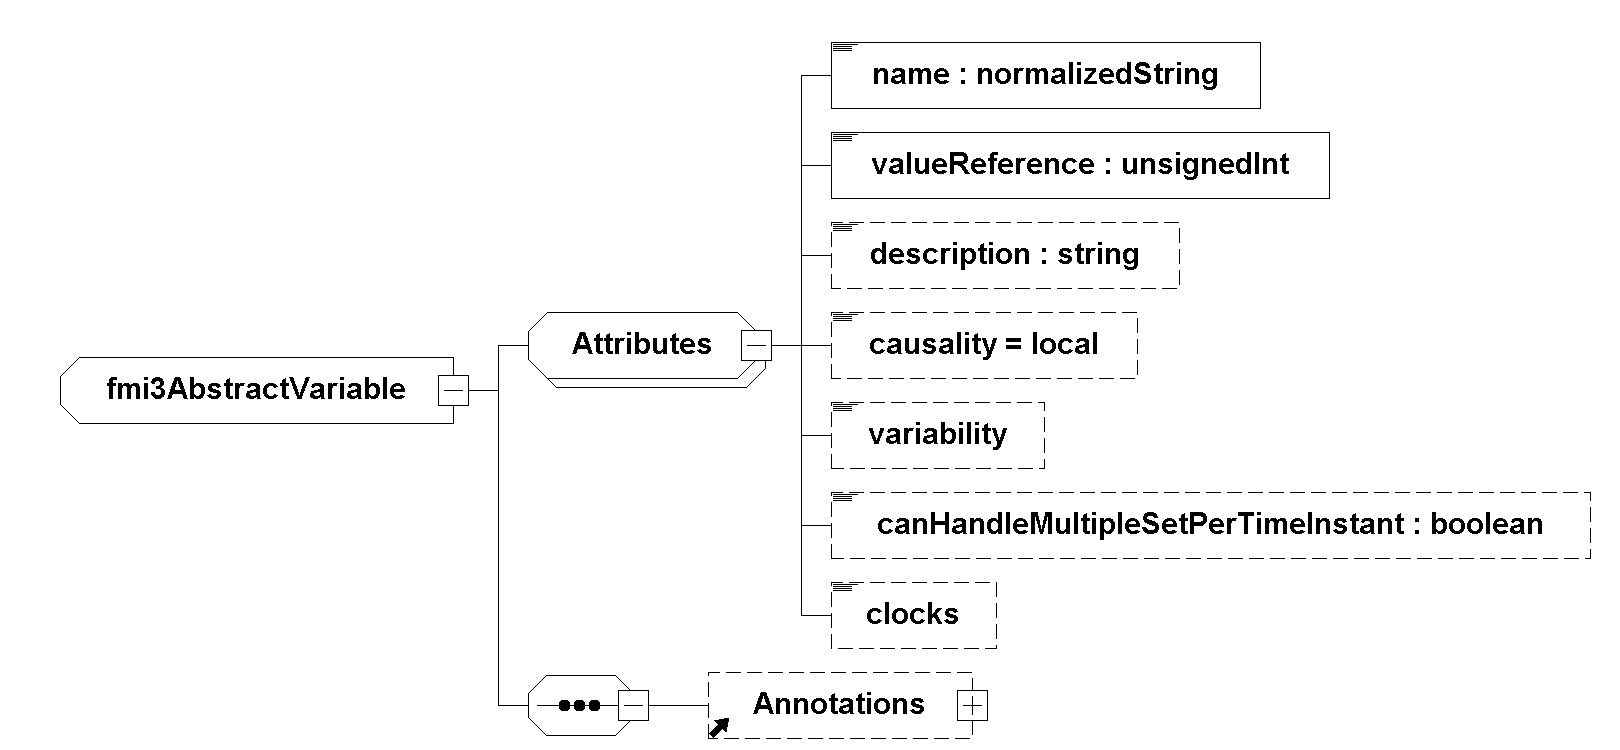 name : normalizedString
valueReference : unsignedInt
description : string
Attributes
causality = local
fmi3AbstractVariable
variability
canHandleMultipleSetPerTimeInstant : boolean
clocks
Annotations